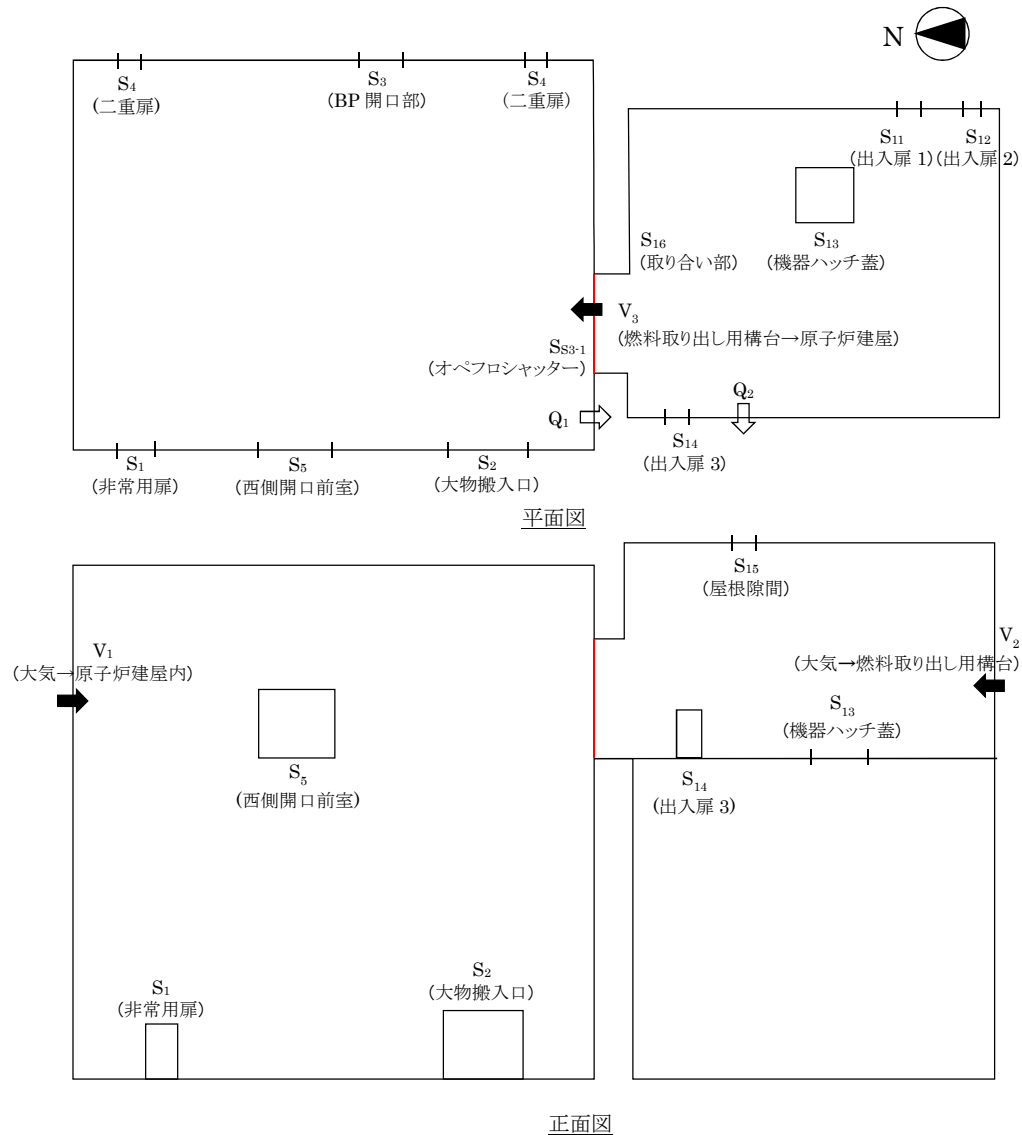 N
S4
(二重扉)
S3
(BP 開口部)
S4
(二重扉)
S11
(出入扉 1)
S12
(出入扉 2)
S16
(取り合い部)
S13
(機器ハッチ蓋)
V3
(燃料取り出し用構台→原子炉建屋)
SS3-1
(オペフロシャッター)
Q1
Q2
S14
(出入扉 3)
S1
(非常用扉)
S5
(西側開口前室)
S2
(大物搬入口)
平面図
S15
(屋根隙間)
V1
(大気→原子炉建屋内)
V2
(大気→燃料取り出し用構台)
S13
(機器ハッチ蓋)
S5
(西側開口前室)
S14
(出入扉 3)
S2
(大物搬入口)
S1
(非常用扉)
正面図